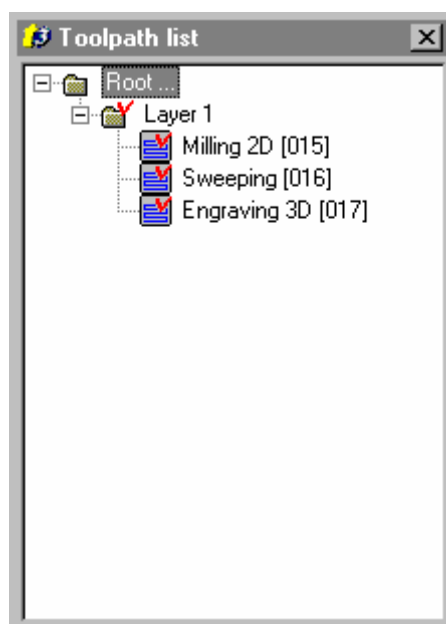 Toolpath list
Root ...
Layer 1
Milling 2D [015]
Sweeping [016]
Engraving 3D [017]